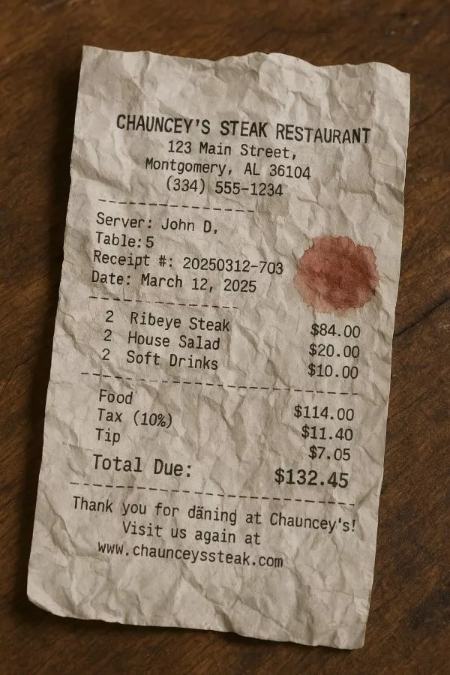 CHAUNCEY'S STEAK RESTAURANT
123 Main Street,
Montgomery, AL 36104
(334) 555-1234
Server: John D,
Table:5
Receipt #: 20250312-703
Date: March 12, 2025
2 Ribeye Steak $84.00
2 House Salad $20.00
2 Soft Drinks $10.00
Food $114.00
Tax (10%) $11.40
Tip $7.05
Total Due: $132.45
Thank you for däning at Chauncey's!
Visit us again at
www.chaunceyssteak.com